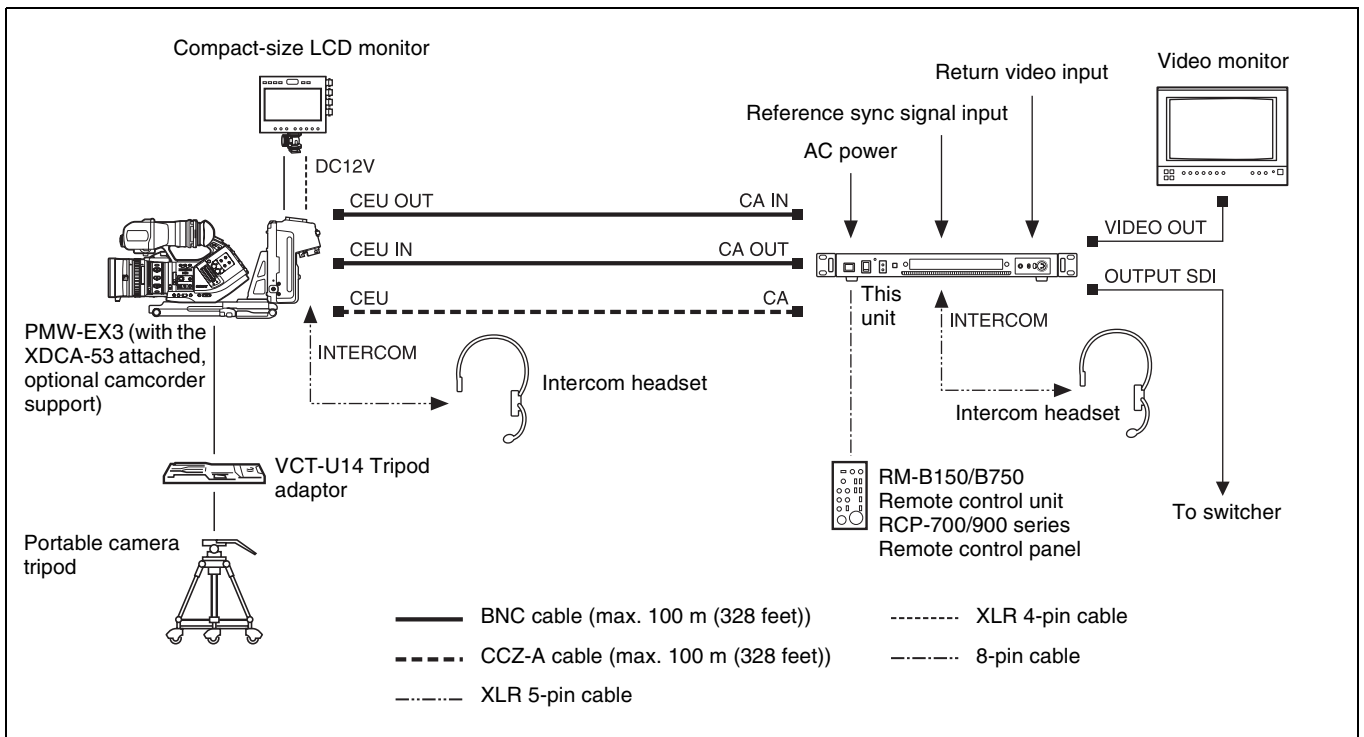 Compact-size LCD monitor
Return video input
Video monitor
Reference sync signal input
AC power
DC12V
CEU OUT
CA IN
VIDEO OUT
CEU IN
CA OUT
OUTPUT SDI
This
unit
CEU
CA
INTERCOM
PMW-EX3 (with the
XDCA-53 attached,
optional camcorder
support)
INTERCOM
Intercom headset
Intercom headset
VCT-U14 Tripod
adaptor
RM-B150/B750
Remote control unit
RCP-700/900 series
Remote control panel
To switcher
Portable camera
tripod
BNC cable (max. 100 m (328 feet))
XLR 4-pin cable
CCZ-A cable (max. 100 m (328 feet))
8-pin cable
XLR 5-pin cable